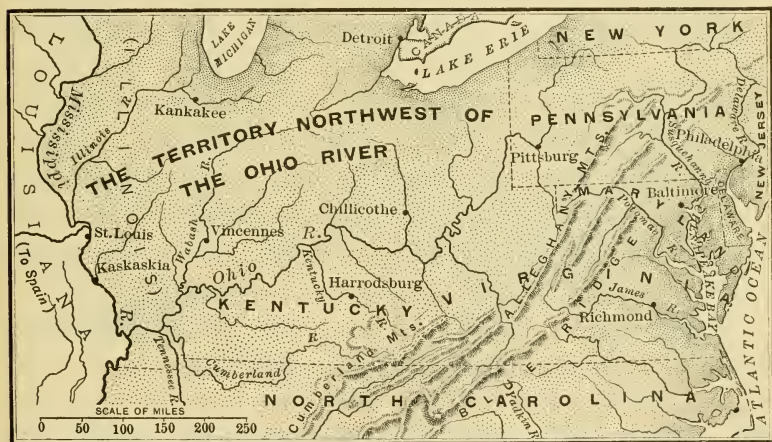 LAKE MICHIGAN
Detroit
CANADA
LAKE ERIE
NEW YORK
LOUISIANA
(To Spain)
Mississippi
R.
Illinois R.
(ILLINOIS)
Kankakee
THE TERRITORY NORTHWEST OF
THE OHIO RIVER
PENNSYLVANIA
Delaware R.
Susquehanna R.
Philadelphia
NEW JERSEY
Pittsburg
ALLEGHANY MTS.
MARYLAND
Baltimore
DELAWARE
Potomac R.
CHESAPEAKE BAY
Chillicothe
St. Louis
Wabash R.
Vincennes
Kaskaskia
Ohio R.
Kentucky R.
Harrodsburg
KENTUCKY
VIRGINIA
BLUE RIDGE
James R.
Richmond
ATLANTIC OCEAN
Tennessee R.
Cumberland R.
Cumberland Mts.
NORTH CAROLINA
Yadkin R.
SCALE OF MILES
0 50 100 150 200 250